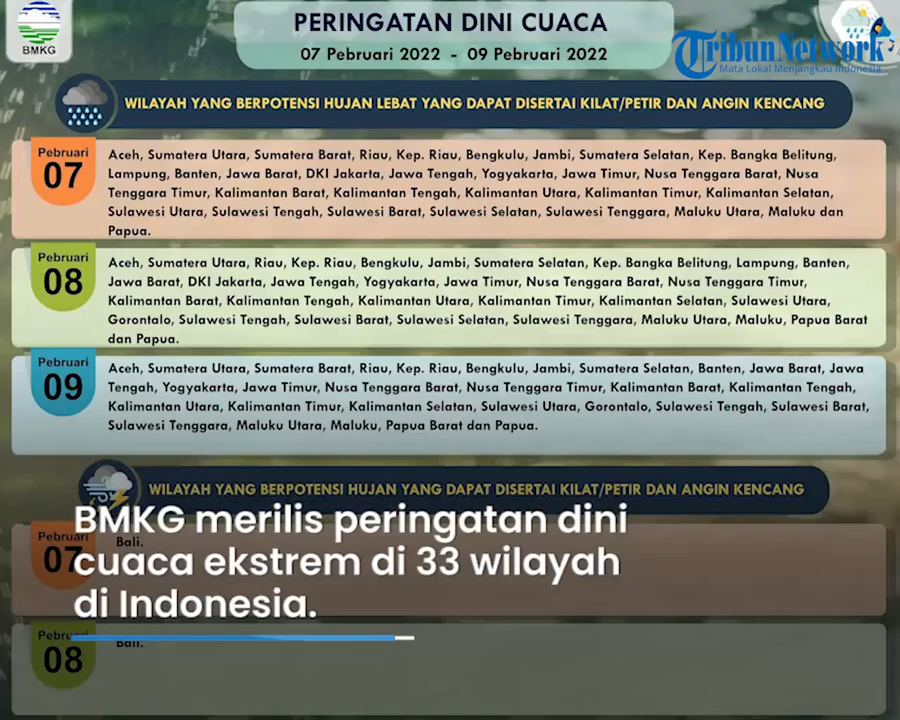 BMKG
PERINGATAN DINI CUACA
07 Pebruari 2022 - 09 Pebruari 2022
Tribun Network
Mata Lokal Menjangkau Indonesia
WILAYAH YANG BERPOTENSI HUJAN LEBAT YANG DAPAT DISERTAI KILAT/PETIR DAN ANGIN KENCANG
Pebruari
07
Aceh, Sumatera Utara, Sumatera Barat, Riau, Kep. Riau, Bengkulu, Jambi, Sumatera Selatan, Kep. Bangka Belitung,
Lampung, Banten, Jawa Barat, DKI Jakarta, Jawa Tengah, Yogyakarta, Jawa Timur, Nusa Tenggara Barat, Nusa
Tenggara Timur, Kalimantan Barat, Kalimantan Tengah, Kalimantan Utara, Kalimantan Timur, Kalimantan Selatan,
Sulawesi Utara, Sulawesi Tengah, Sulawesi Barat, Sulawesi Selatan, Sulawesi Tenggara, Maluku Utara, Maluku dan
Papua.
Pebruari
08
Aceh, Sumatera Utara, Riau, Kep. Riau, Bengkulu, Jambi, Sumatera Selatan, Kep. Bangka Belitung, Lampung, Banten,
Jawa Barat, DKI Jakarta, Jawa Tengah, Yogyakarta, Jawa Timur, Nusa Tenggara Barat, Nusa Tenggara Timur,
Kalimantan Barat, Kalimantan Tengah, Kalimantan Utara, Kalimantan Timur, Kalimantan Selatan, Sulawesi Utara,
Gorontalo, Sulawesi Tengah, Sulawesi Barat, Sulawesi Selatan, Sulawesi Tenggara, Maluku Utara, Maluku, Papua Barat
dan Papua.
Pebruari
09
Aceh, Sumatera Utara, Sumatera Barat, Riau, Kep. Riau, Bengkulu, Jambi, Sumatera Selatan, Banten, Jawa Barat, Jawa
Tengah, Yogyakarta, Jawa Timur, Nusa Tenggara Barat, Nusa Tenggara Timur, Kalimantan Barat, Kalimantan Tengah,
Kalimantan Utara, Kalimantan Timur, Kalimantan Selatan, Sulawesi Utara, Gorontalo, Sulawesi Tengah, Sulawesi Barat,
Sulawesi Tenggara, Maluku Utara, Maluku, Papua Barat dan Papua.
WILAYAH YANG BERPOTENSI HUJAN YANG DAPAT DISERTAI KILAT/PETIR DAN ANGIN KENCANG
BMKG merilis peringatan dini
cuaca ekstrem di 33 wilayah
di Indonesia.
Pebruari
07
Bali.
Pebruari
08
Bali.